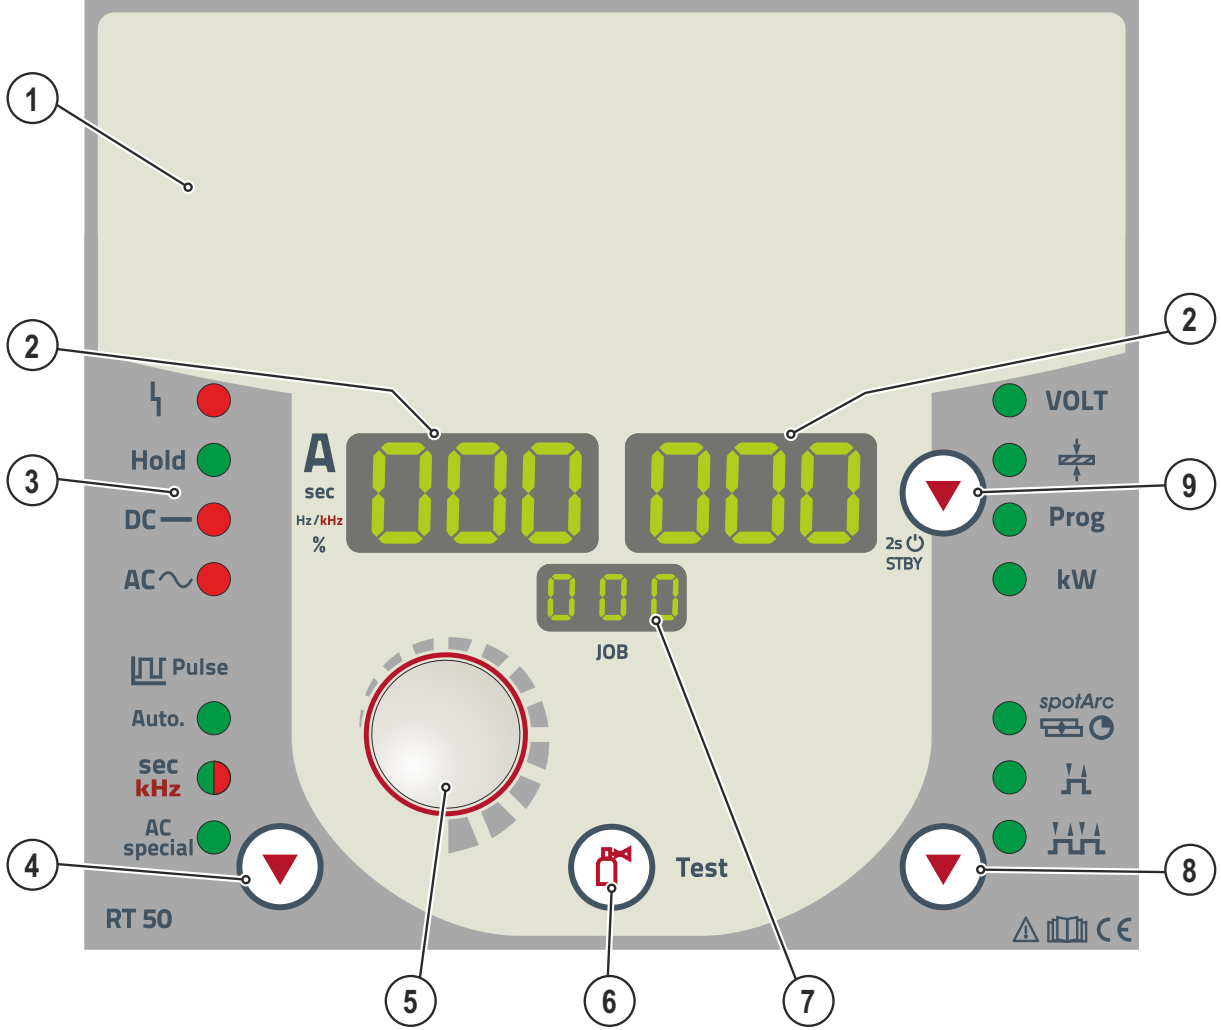 1
2
2
VOLT
Hold
A
sec
Hz/kHz
%
000
000
3
9
DC
Prog
2s
STBY
AC
kW
000
JOB
Pulse
Auto.
spotArc
sec
kHz
AC
special
4
Test
8
RT 50
CE
5
6
7